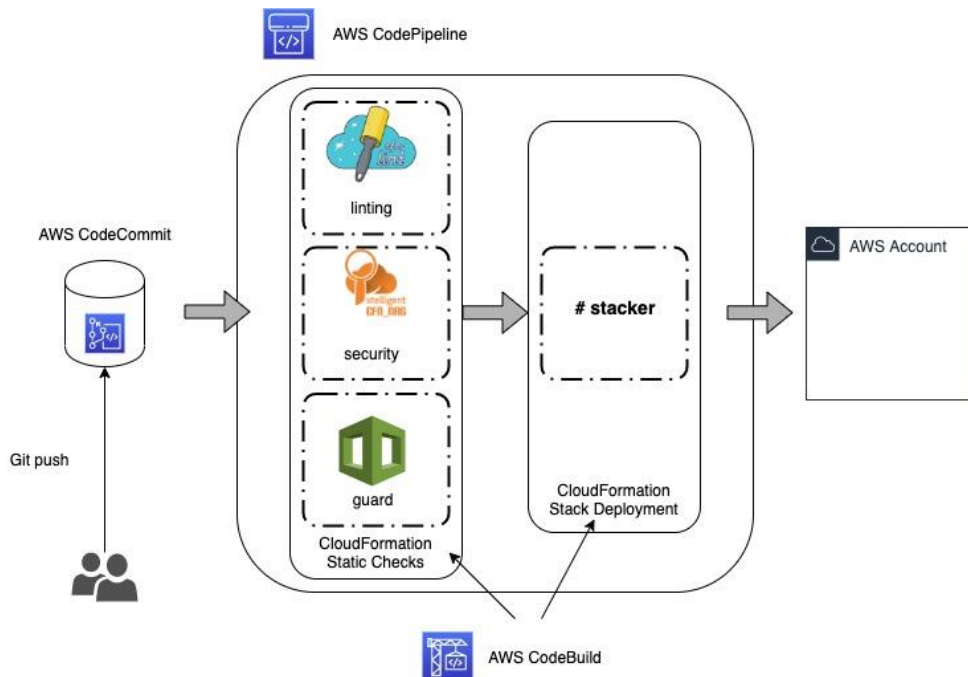 AWS CodePipeline
linting
AWS CodeCommit
AWS Account
stelligent
CFN_NAG
security
# stacker
Git push
guard
CloudFormation
Stack Deployment
CloudFormation
Static Checks
AWS CodeBuild